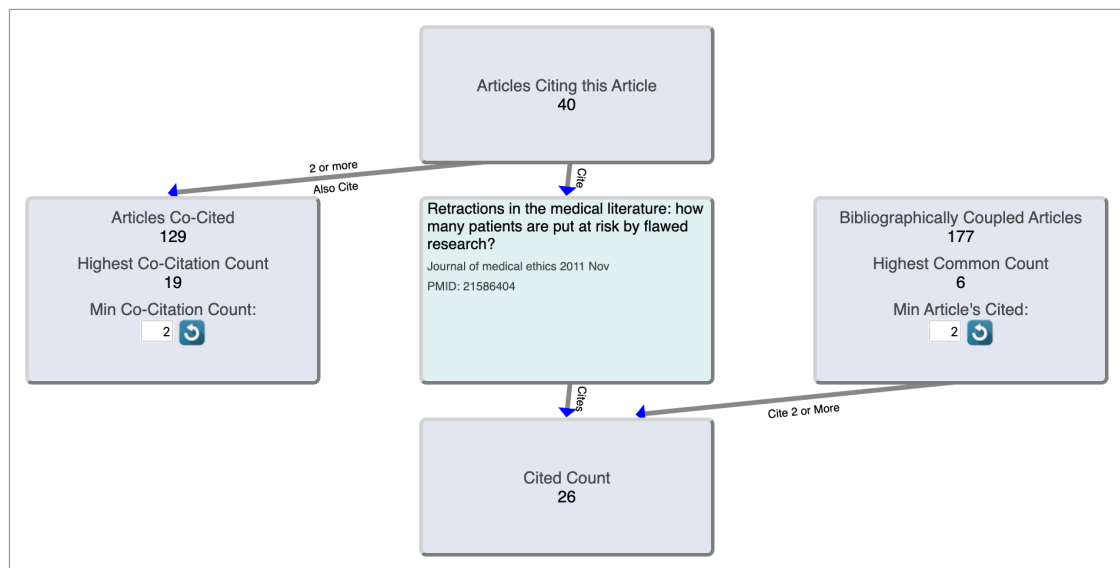 Articles Citing this Article
40
2 or more
Also Cite
Cite
Articles Co-Cited
129
Highest Co-Citation Count
19
Min Co-Citation Count:
2
Retractions in the medical literature: how
many patients are put at risk by flawed
research?
Journal of medical ethics 2011 Nov
PMID: 21586404
Bibliographically Coupled Articles
177
Highest Common Count
6
Min Article's Cited:
2
Cites
Cite 2 or More
Cited Count
26